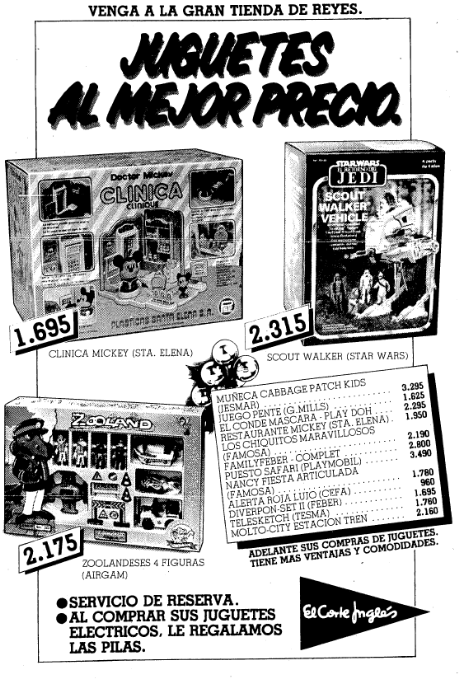 VENGA A LA GRAN TIENDA DE REYES.
JUGUETES
AL MEJOR PRECIO.
Doctor Mickey
CLINICA
CLINIQUE
PLASTICAS SANTA ELENA S.A.
1.695
CLINICA MICKEY (STA. ELENA)
STAR WARS
EL RETORNO DEL
JEDI
SCOUT
WALKER
VEHICLE
2.315
SCOUT WALKER (STAR WARS)
ZOOLAND
2.175
ZOOLANDESES 4 FIGURAS
(AIRGAM)
MUÑECA CABBAGE PATCH KIDS
(JESMAR) 3.295
JUEGO PENTE (G.MILLS) 1.625
EL CONDE MASCARA - PLAY DOH 2.295
RESTAURANTE MICKEY (STA. ELENA) 1.950
LOS CHIQUITOS MARAVILLOSOS
(FAMOSA) 2.190
FAMILYFEBER - COMPLET 2.800
PUESTO SAFARI (PLAYMOBIL) 3.490
NANCY FIESTA ARTICULADA
(FAMOSA) 1.780
ALERTA ROJA LUJO (CEFA) 960
DIVERPON-SET II (FEBER) 1.695
TELESKETCH (TESMA) 1.760
MOLTO-CITY ESTACION TREN 2.160
ADELANTE SUS COMPRAS DE JUGUETES.
TIENE MAS VENTAJAS Y COMODIDADES.
● SERVICIO DE RESERVA.
● AL COMPRAR SUS JUGUETES
ELECTRICOS, LE REGALAMOS
LAS PILAS.
El Corte Inglés